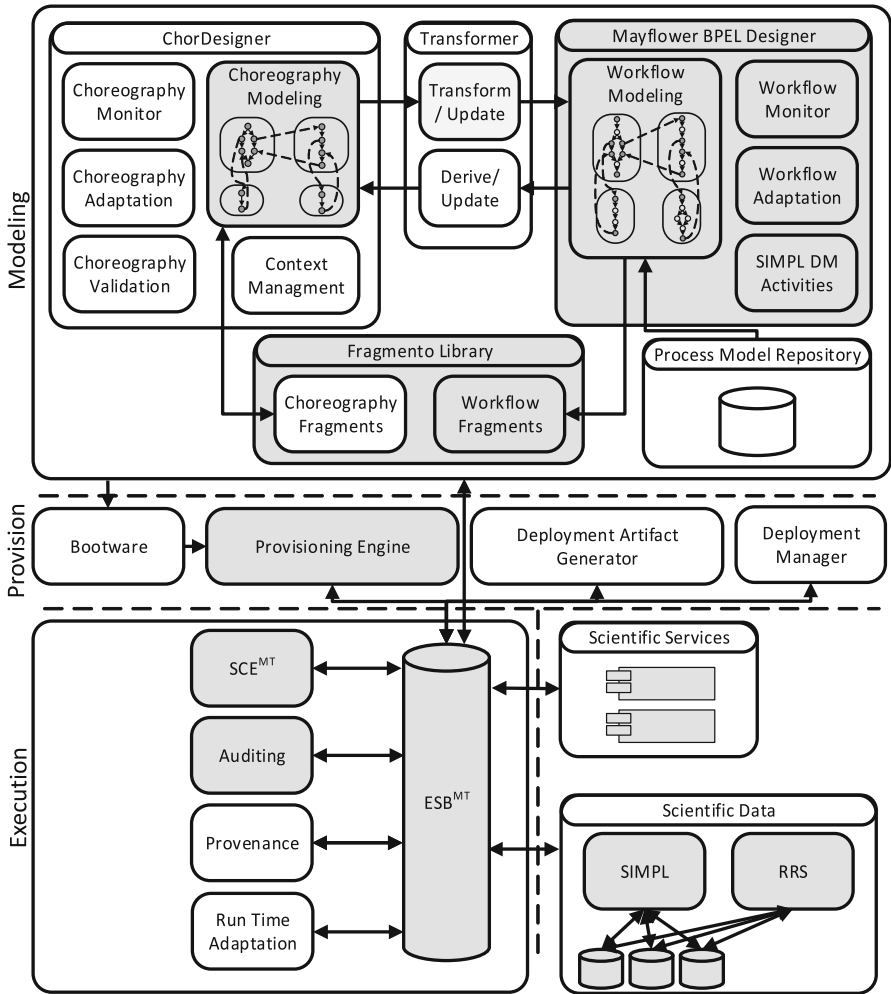 Modeling
ChorDesigner
Choreography
Monitor
Choreography
Adaptation
Choreography
Validation
Choreography
Modeling
Context
Managment
Transformer
Transform
/ Update
Derive/
Update
Mayflower BPEL Designer
Workflow
Modeling
Workflow
Monitor
Workflow
Adaptation
SIMPL DM
Activities
Fragmento Library
Choreography
Fragments
Workflow
Fragments
Process Model Repository
Provision
Bootware
Provisioning Engine
Deployment Artifact
Generator
Deployment
Manager
Execution
SCE^MT
Auditing
Provenance
Run Time
Adaptation
ESB^MT
Scientific Services
Scientific Data
SIMPL
RRS